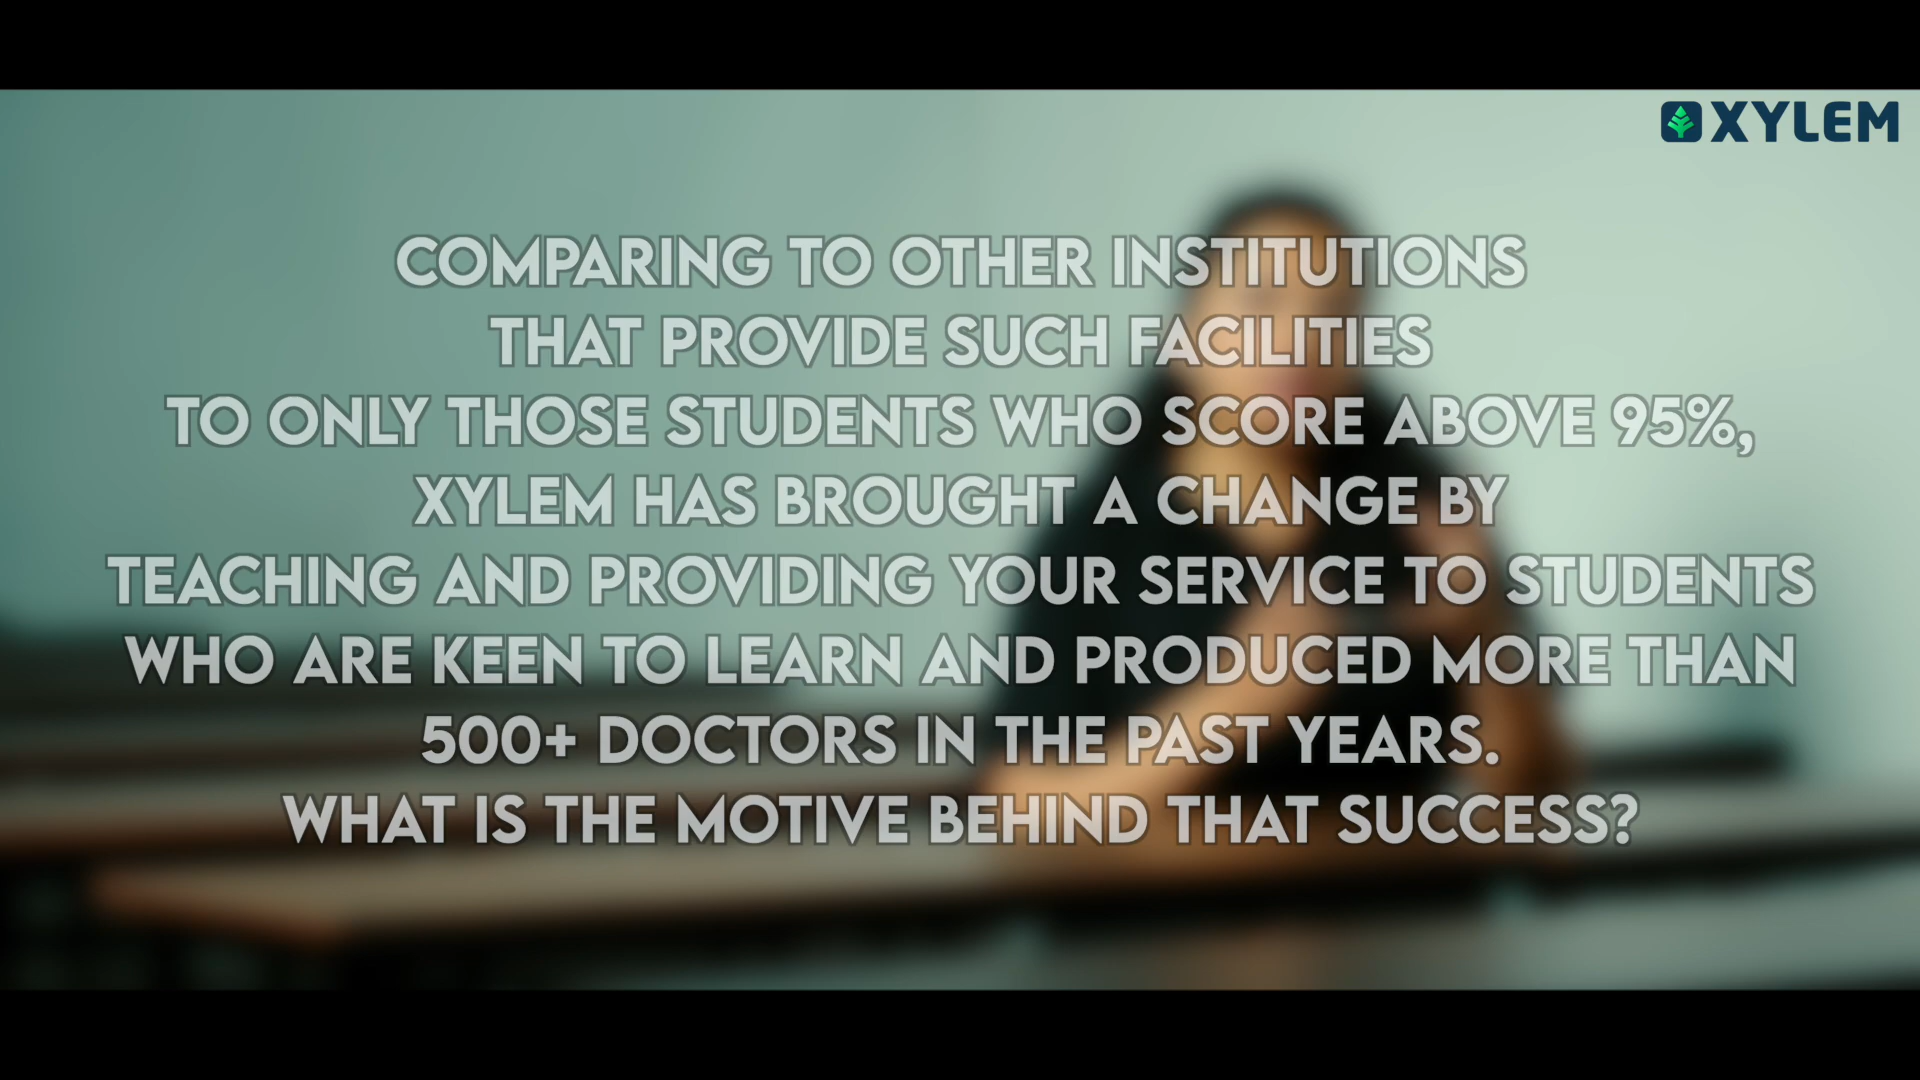 XYLEM
COMPARING TO OTHER INSTITUTIONS
THAT PROVIDE SUCH FACILITIES
TO ONLY THOSE STUDENTS WHO SCORE ABOVE 95%,
XYLEM HAS BROUGHT A CHANGE BY
TEACHING AND PROVIDING YOUR SERVICE TO STUDENTS
WHO ARE KEEN TO LEARN AND PRODUCED MORE THAN
500+ DOCTORS IN THE PAST YEARS.
WHAT IS THE MOTIVE BEHIND THAT SUCCESS?